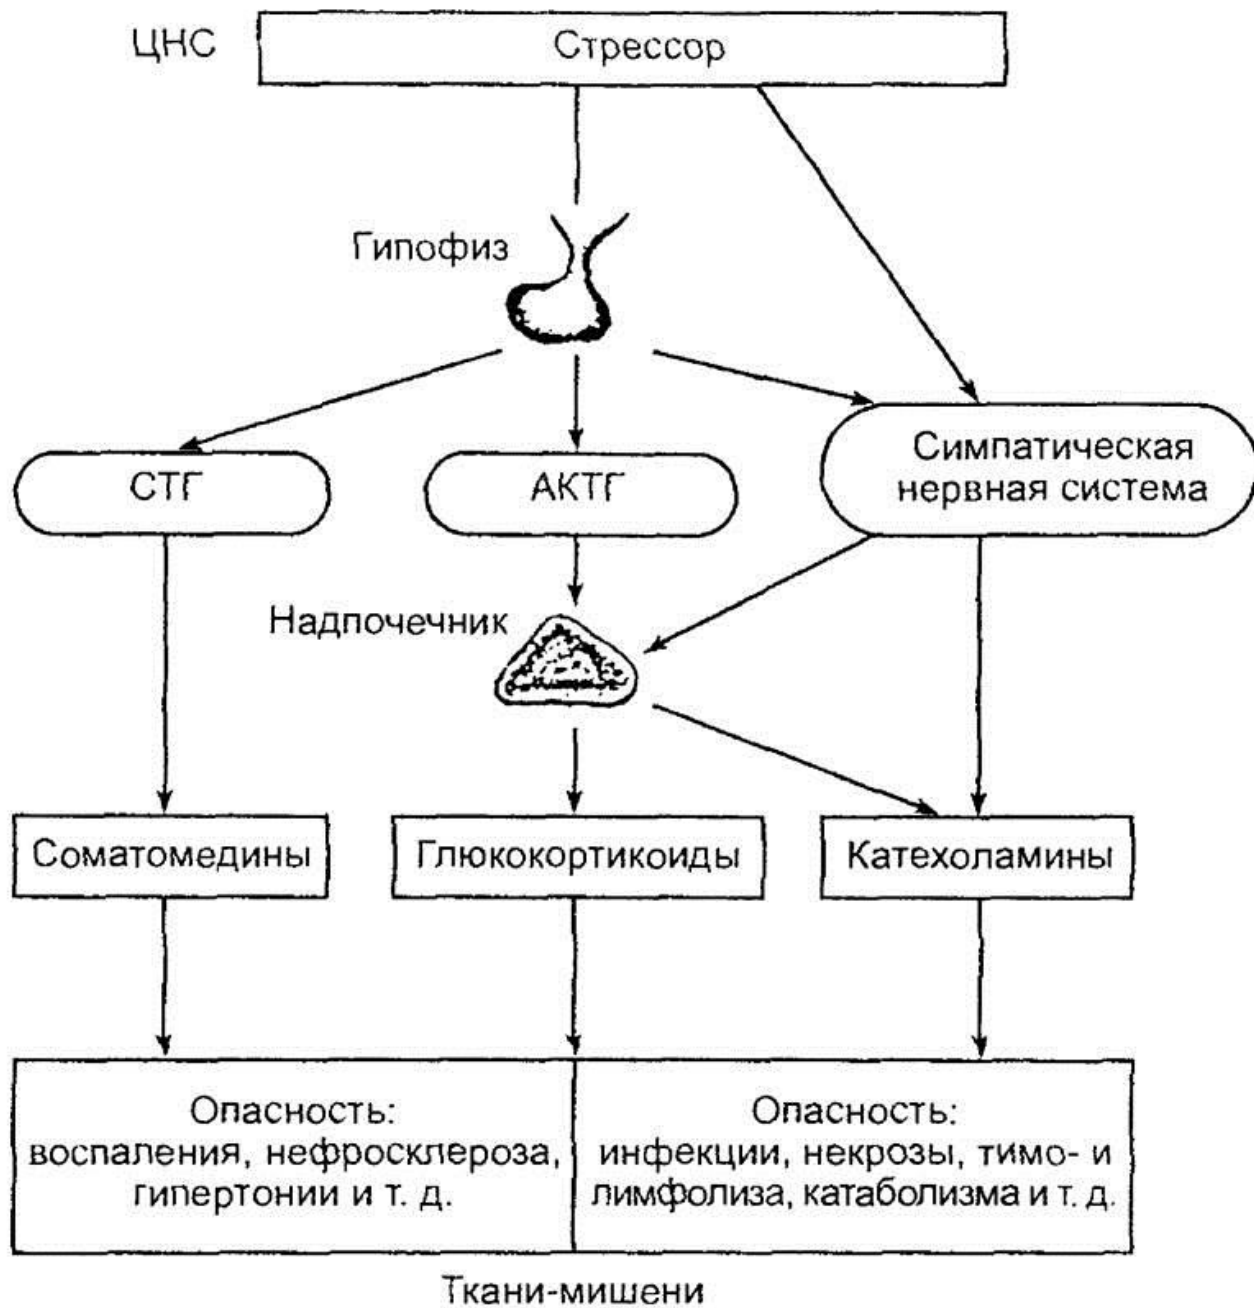 ЦНС
Стрессор
Гипофиз
СТГ
АКТГ
Симпатическая
нервная система
Надпочечник
Соматомедины
Глюкокортикоиды
Катехоламины
Опасность:
воспаления, нефросклероза,
гипертонии и т. д.
Опасность:
инфекции, некрозы, тимо- и
лимфолиза, катаболизма и т. д.
Ткани-мишени